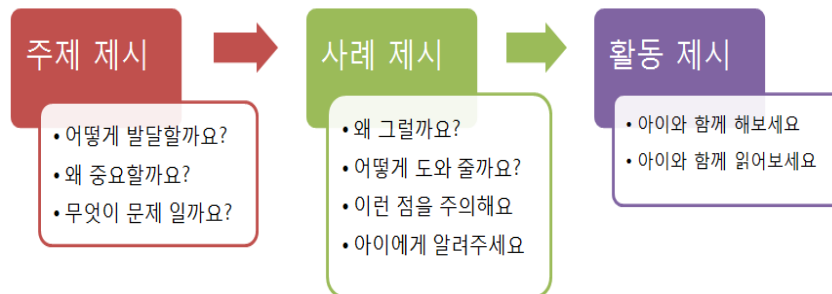 주제 제시
• 어떻게 발달할까요?
• 왜 중요할까요?
• 무엇이 문제 일까요?
사례 제시
• 왜 그럴까요?
• 어떻게 도와 줄까요?
• 이런 점을 주의해요
• 아이에게 알려주세요
활동 제시
• 아이와 함께 해보세요
• 아이와 함께 읽어보세요